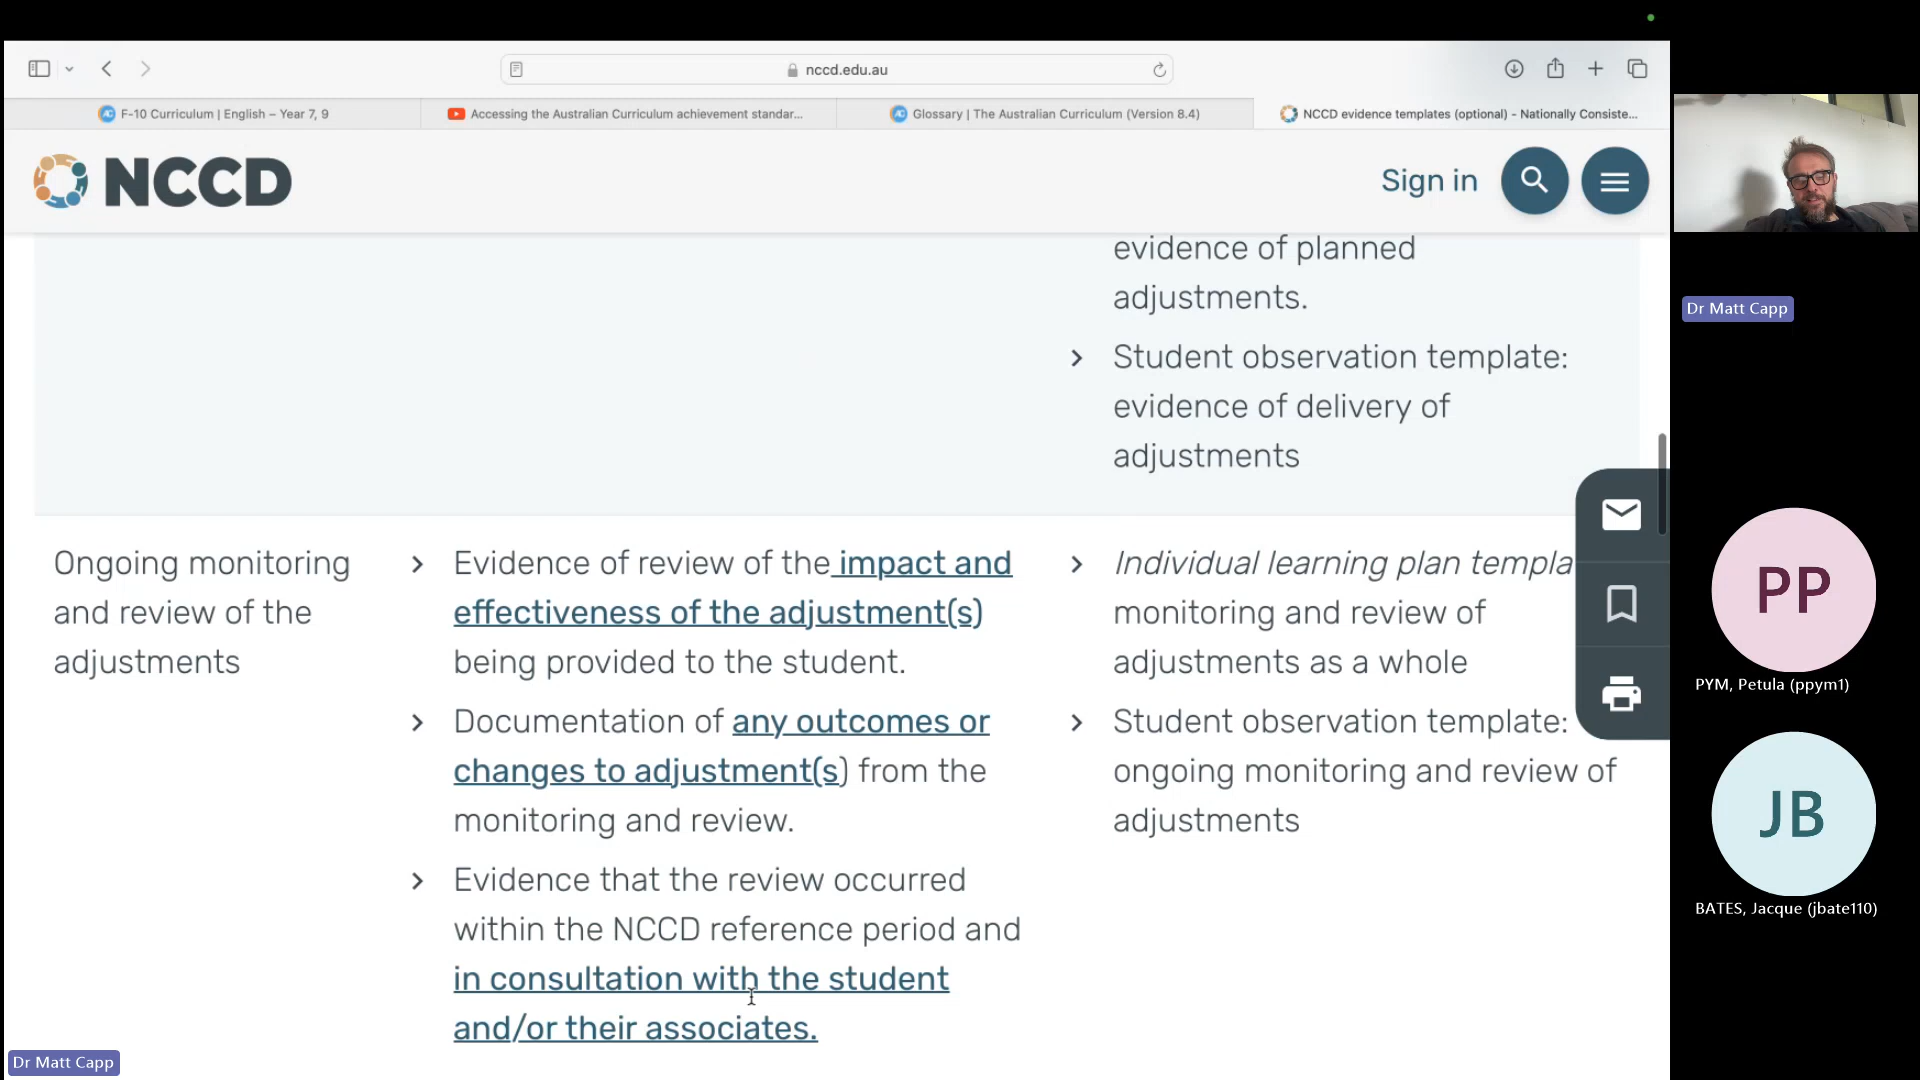 nccd.edu.au
F-10 Curriculum | English – Year 7, 9
Accessing the Australian Curriculum achievement standar...
Glossary | The Australian Curriculum (Version 8.4)
NCCD evidence templates (optional) - Nationally Consiste...
NCCD
Sign in
evidence of planned
adjustments.
Student observation template:
evidence of delivery of
adjustments
Ongoing monitoring
and review of the
adjustments
Evidence of review of the impact and
effectiveness of the adjustment(s)
being provided to the student.
Documentation of any outcomes or
changes to adjustment(s) from the
monitoring and review.
Evidence that the review occurred
within the NCCD reference period and
in consultation with the student
and/or their associates.
Individual learning plan templa
monitoring and review of
adjustments as a whole
Student observation template:
ongoing monitoring and review of
adjustments
Dr Matt Capp
PP
PYM, Petula (ppym1)
JB
BATES, Jacque (jbate110)
Dr Matt Capp